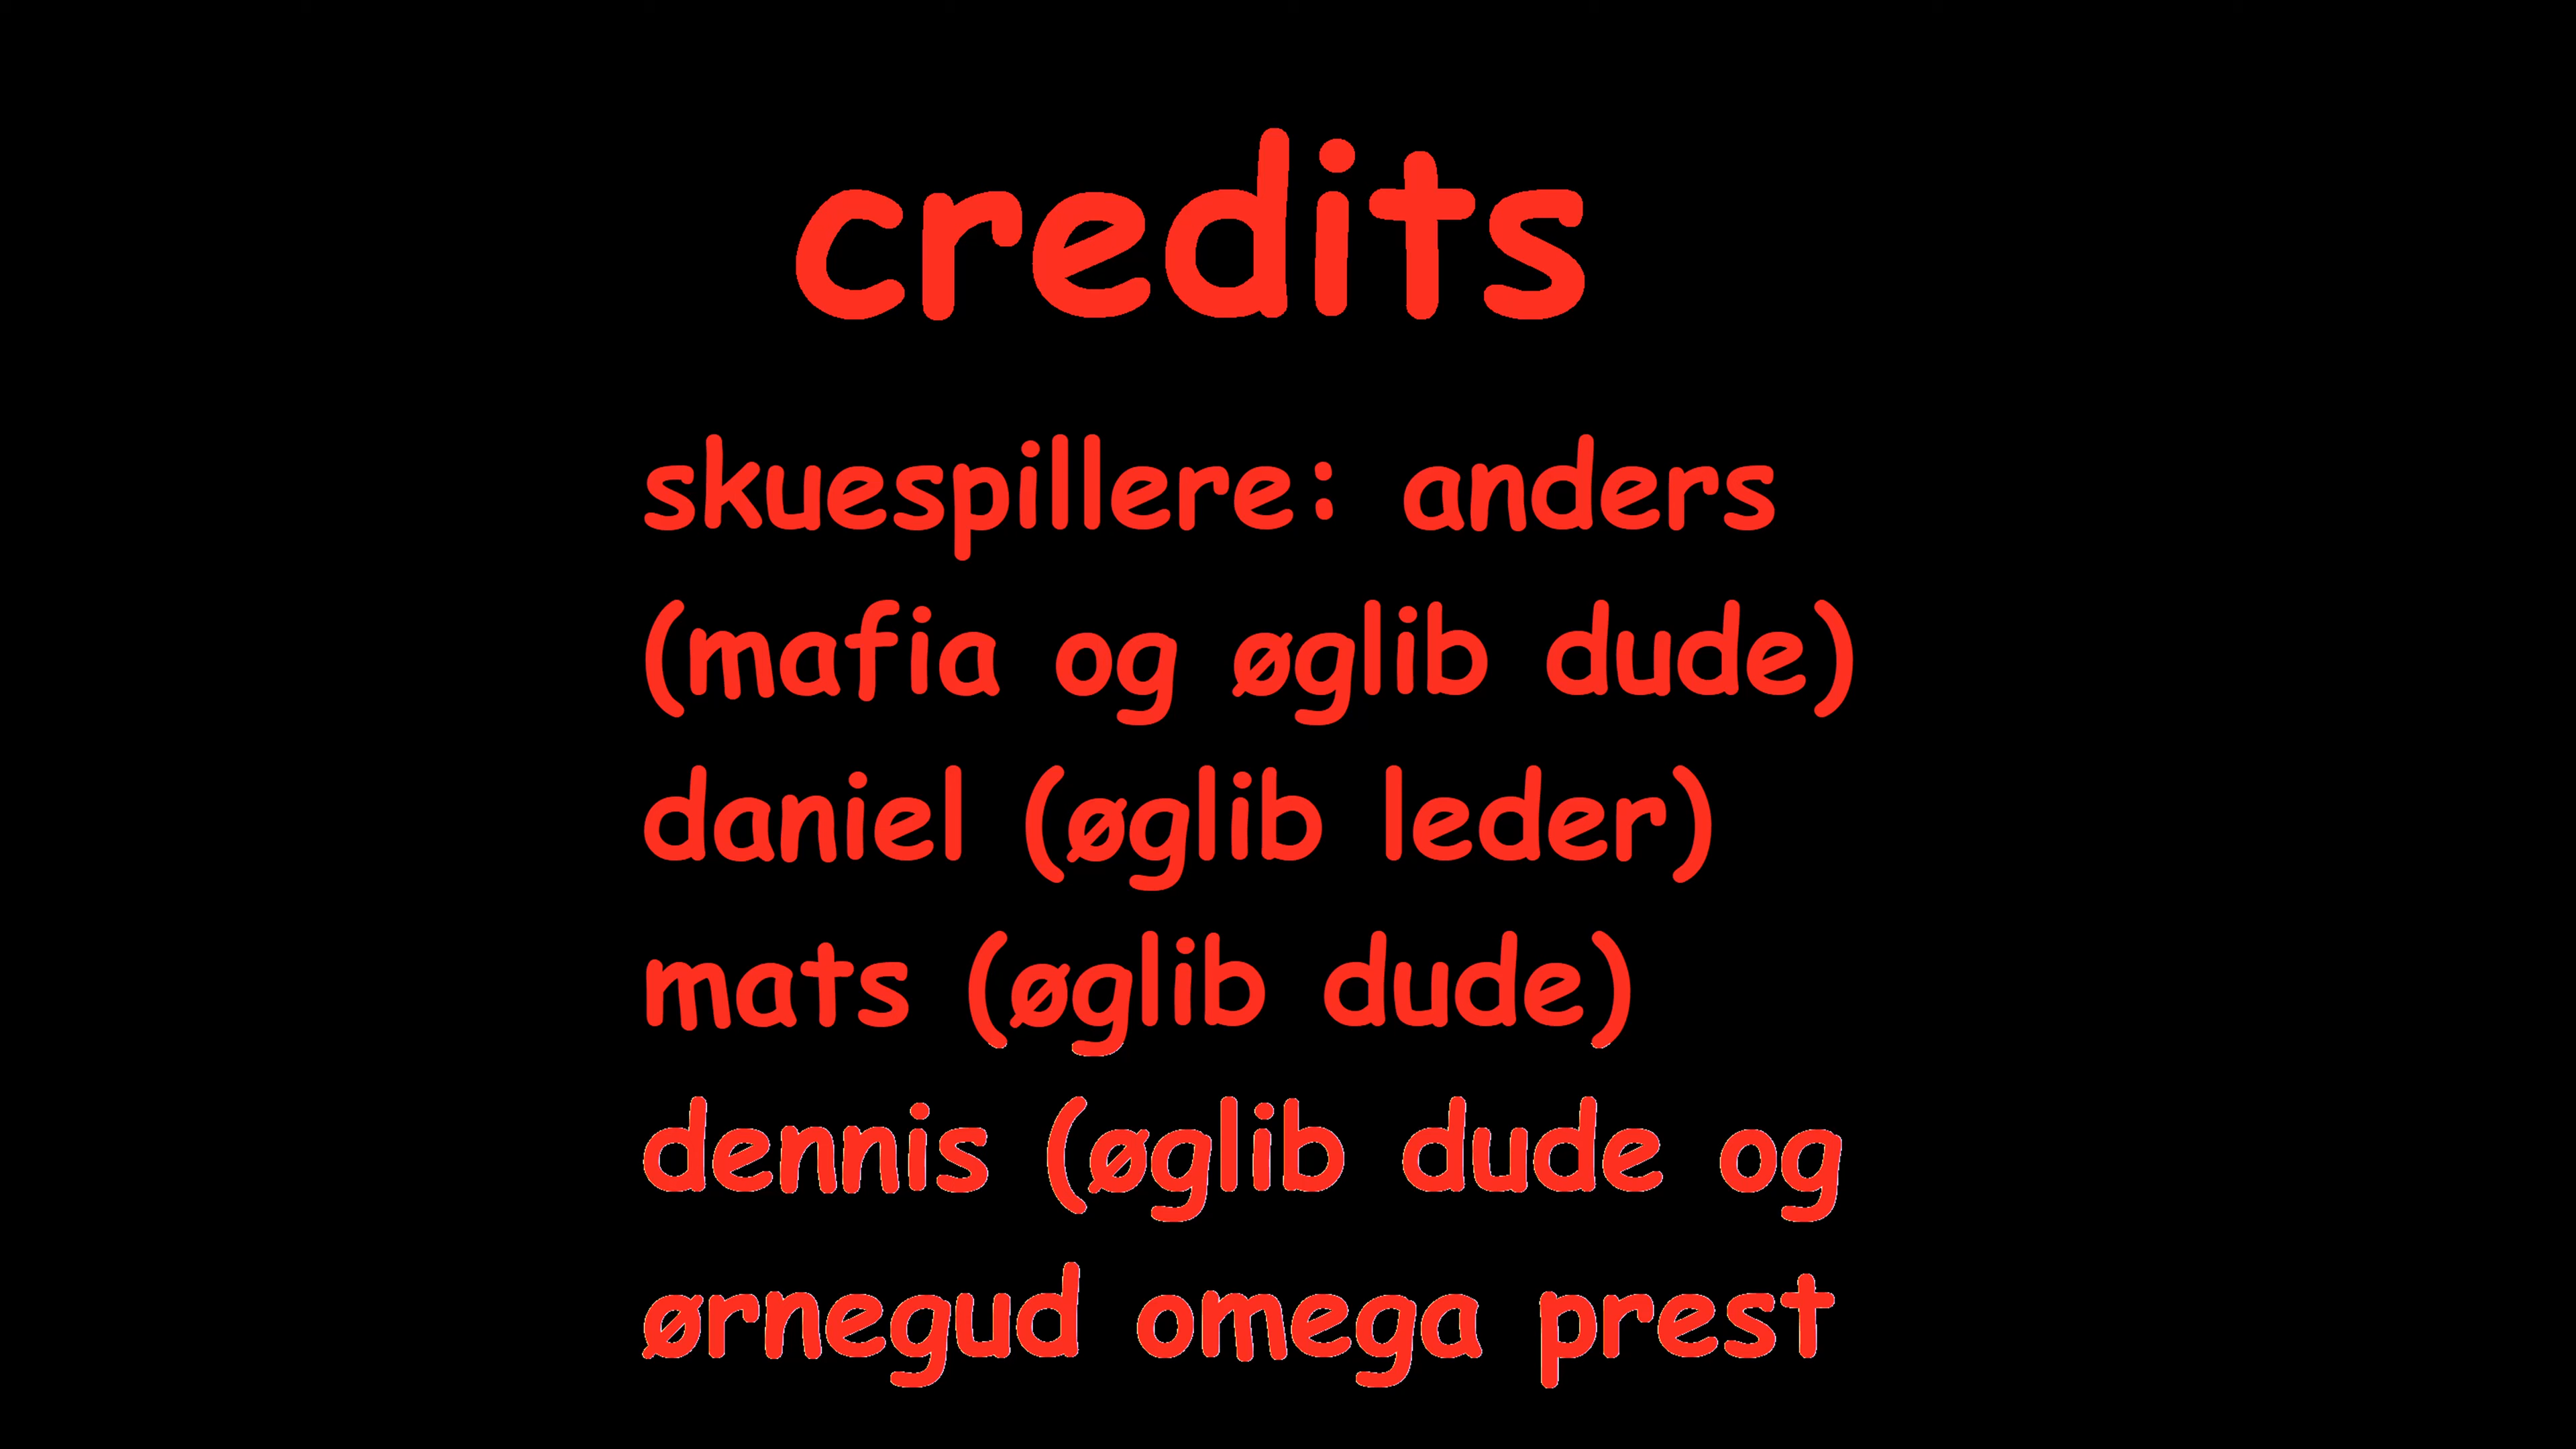 credits
skuespillere: anders
(mafia og øglib dude)
daniel (øglib leder)
mats (øglib dude)
dennis (øglib dude og
ørnegud omega prest